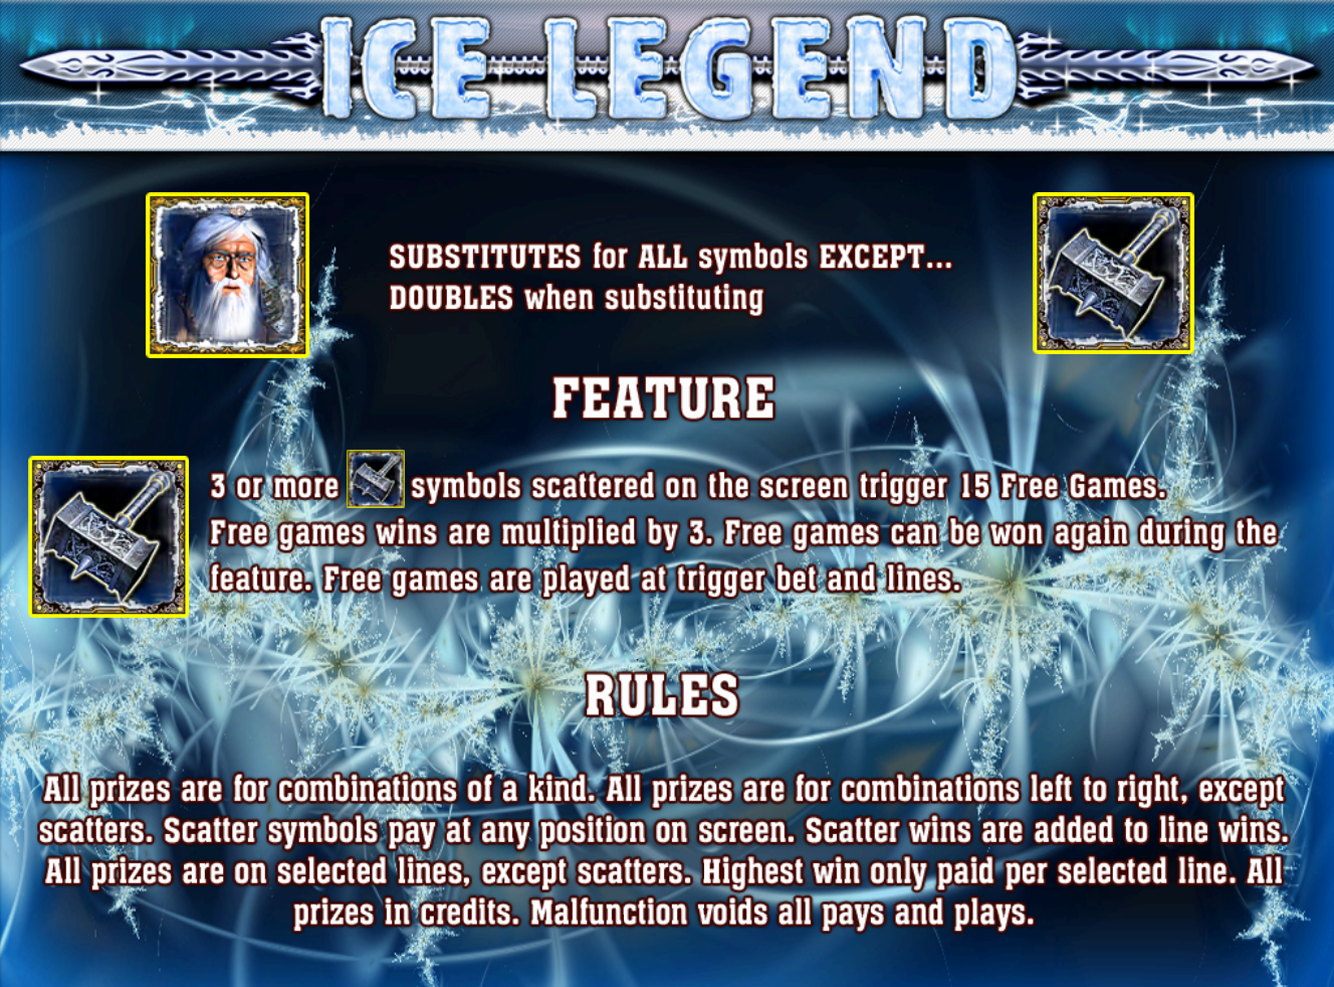 ICE LEGEND
SUBSTITUTES for ALL symbols EXCEPT...
DOUBLES when substituting
FEATURE
3 or more symbols scattered on the screen trigger 15 Free Games.
Free games wins are multiplied by 3. Free games can be won again during the
feature. Free games are played at trigger bet and lines.
RULES
All prizes are for combinations of a kind. All prizes are for combinations left to right, except
scatters. Scatter symbols pay at any position on screen. Scatter wins are added to line wins.
All prizes are on selected lines, except scatters. Highest win only paid per selected line. All
prizes in credits. Malfunction voids all pays and plays.